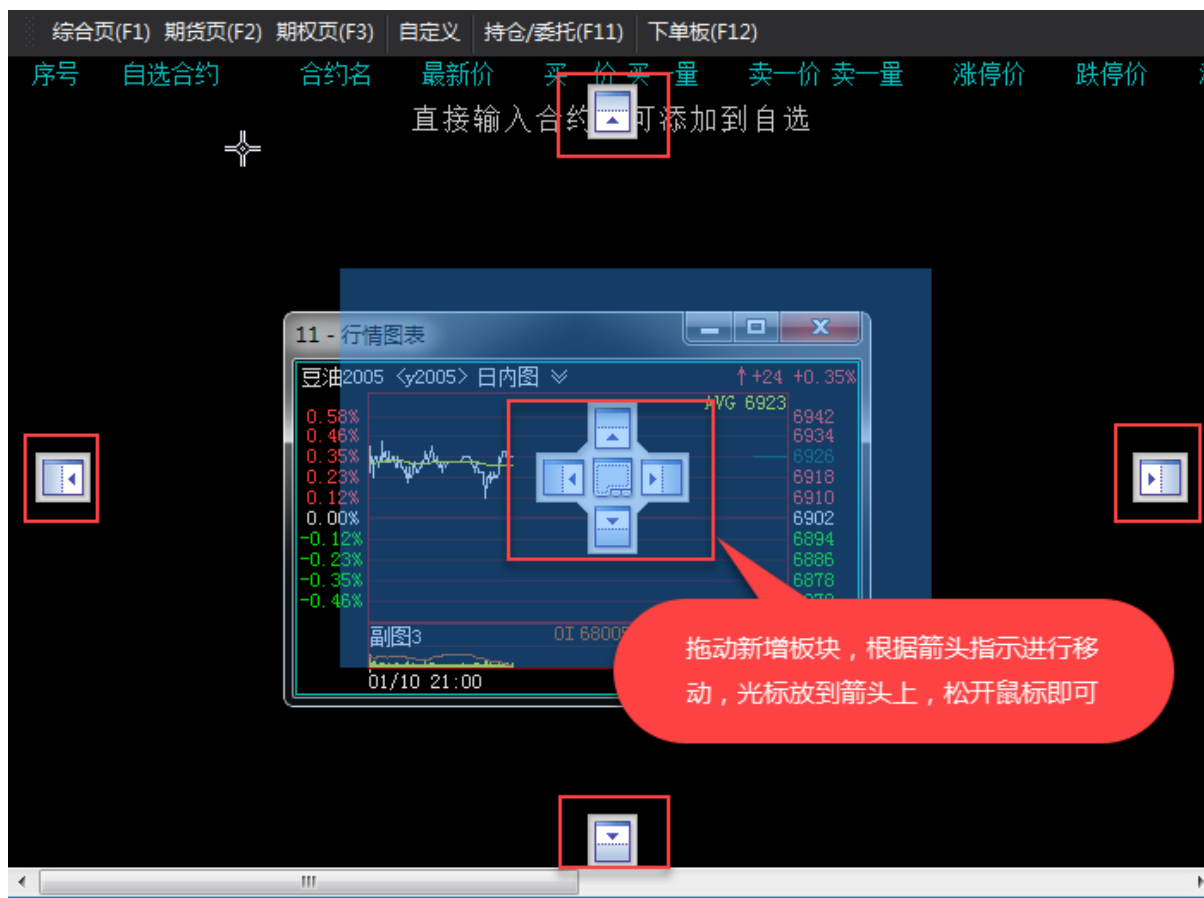 综合页(F1) 期货页(F2) 期权页(F3) 自定义 持仓/委托(F11) 下单板(F12)
序号 自选合约 合约名 最新价 买 价 买 量 卖一价 卖一量 涨停价 跌停价
直接输入合约 可添加到自选
11 - 行情图表
豆油2005 <y2005> 日内图 ↑+24 +0.35%
AVG 6923
0.58% 6942
0.46% 6934
0.35% 6926
0.23% 6918
0.12% 6910
0.00% 6902
-0.12% 6894
-0.23% 6886
-0.35% 6878
-0.46%
副图3 OI 6800
01/10 21:00
拖动新增板块，根据箭头指示进行移
动，光标放到箭头上，松开鼠标即可